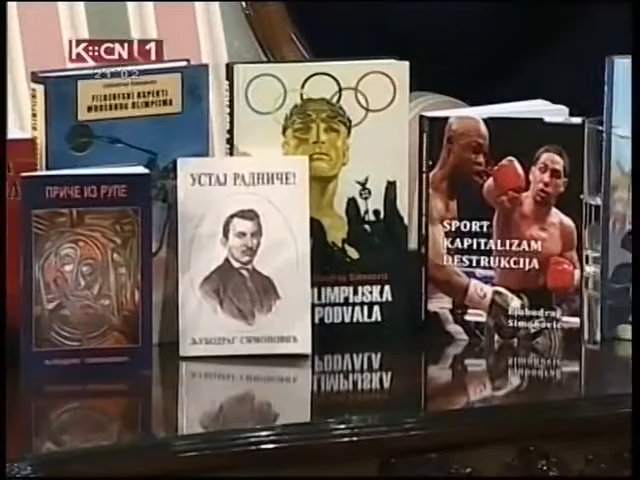 K::CN 1
21:02
FILOZOFSKI ASPEKTI
MODERNOG OLIMPIZMA
ПРИЧЕ ИЗ РУПЕ
УСТАЈ РАДНИЧЕ!
ЉУБОДРАГ СИМОНОВИЋ
OLIMPIJSKA
PODVALA
SPORT
KAPITALIZAM
DESTRUKCIJA
Ljubodrag
Simonović